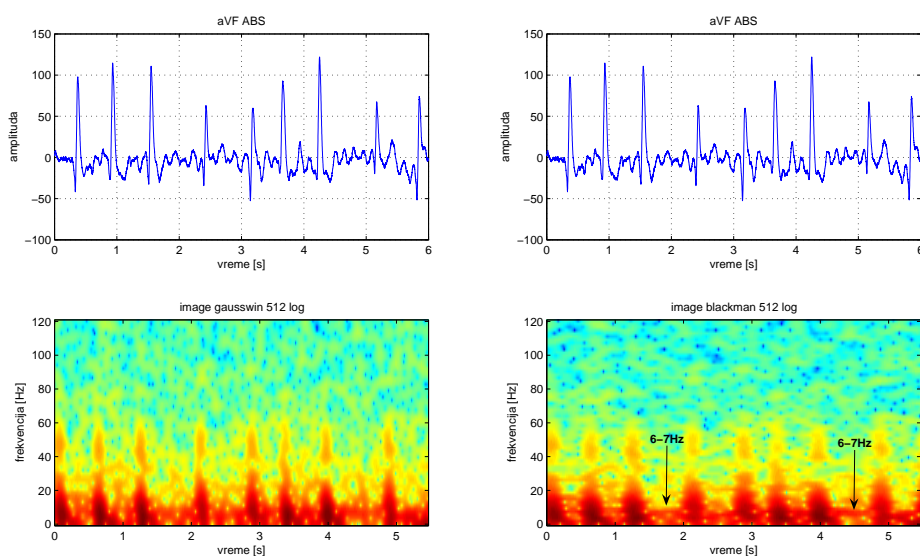 aVF ABS
150
100
50
0
−50
−100
amplituda
0 1 2 3 4 5 6
vreme [s]
aVF ABS
150
100
50
0
−50
−100
amplituda
0 1 2 3 4 5 6
vreme [s]
image gausswin 512 log
120
100
80
60
40
20
0
frekvencija [Hz]
0 1 2 3 4 5
vreme [s]
image blackman 512 log
120
100
80
60
40
20
0
frekvencija [Hz]
6−7Hz
6−7Hz
0 1 2 3 4 5
vreme [s]